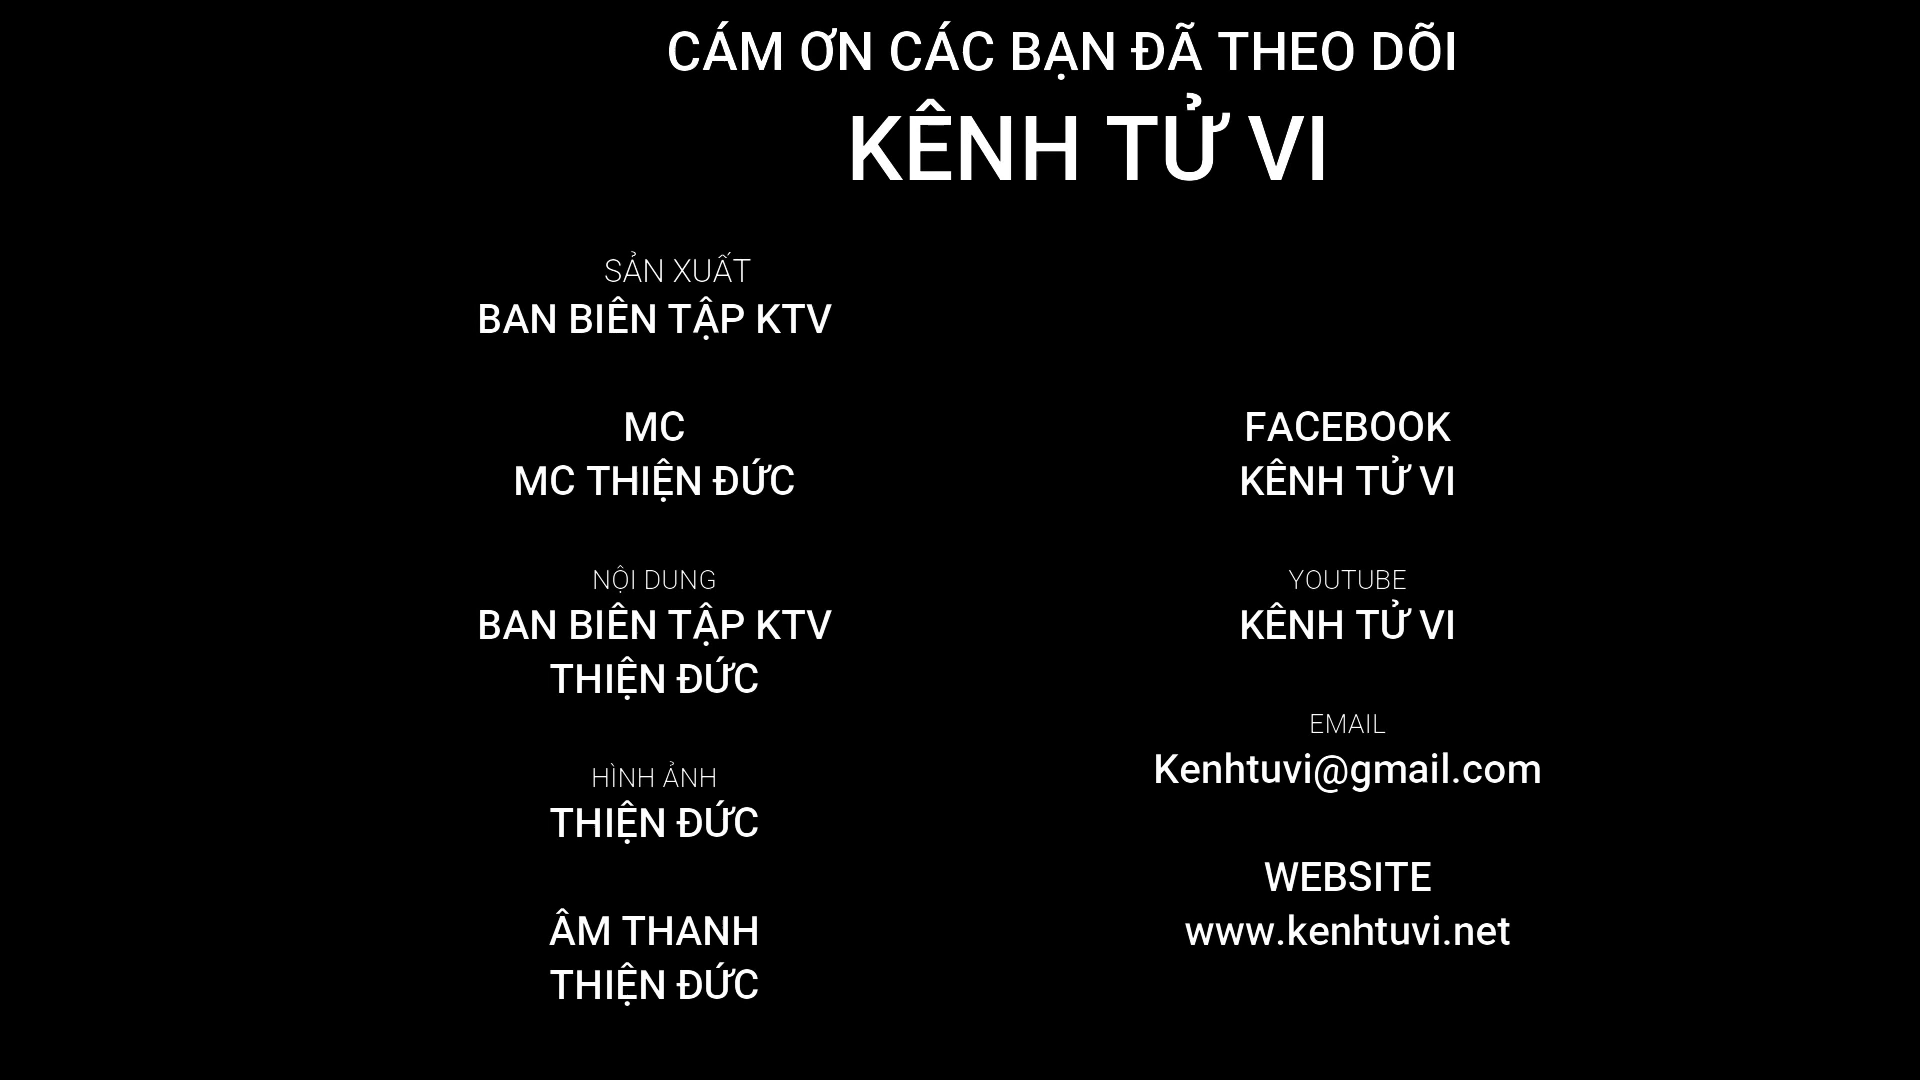 CÁM ƠN CÁC BẠN ĐÃ THEO DÕI
KÊNH TỬ VI
SẢN XUẤT
BAN BIÊN TẬP KTV
MC
MC THIỆN ĐỨC
NỘI DUNG
BAN BIÊN TẬP KTV
THIỆN ĐỨC
HÌNH ẢNH
THIỆN ĐỨC
ÂM THANH
THIỆN ĐỨC
FACEBOOK
KÊNH TỬ VI
YOUTUBE
KÊNH TỬ VI
EMAIL
Kenhtuvi@gmail.com
WEBSITE
www.kenhtuvi.net